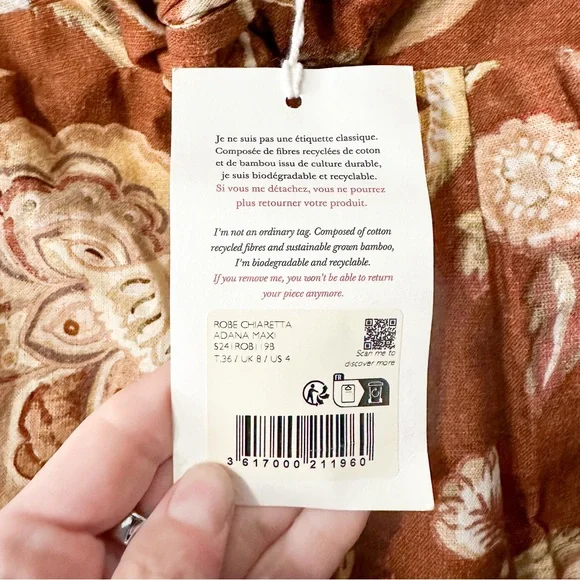 Je ne suis pas une étiquette classique.
Composée de fibres recyclées de coton
et de bambou issu de culture durable,
je suis biodégradable et recyclable.
Si vous me détachez, vous ne pourrez
plus retourner votre produit.
I'm not an ordinary tag. Composed of cotton
recycled fibres and sustainable grown bamboo,
I'm biodegradable and recyclable.
If you remove me, you won't be able to return
your piece anymore.
ROBE CHIARETTA
ADANA MAXI
S241ROB119B
T.36 / UK 8 / US 4
Scan me to
discover more
FR
3 617000 211960